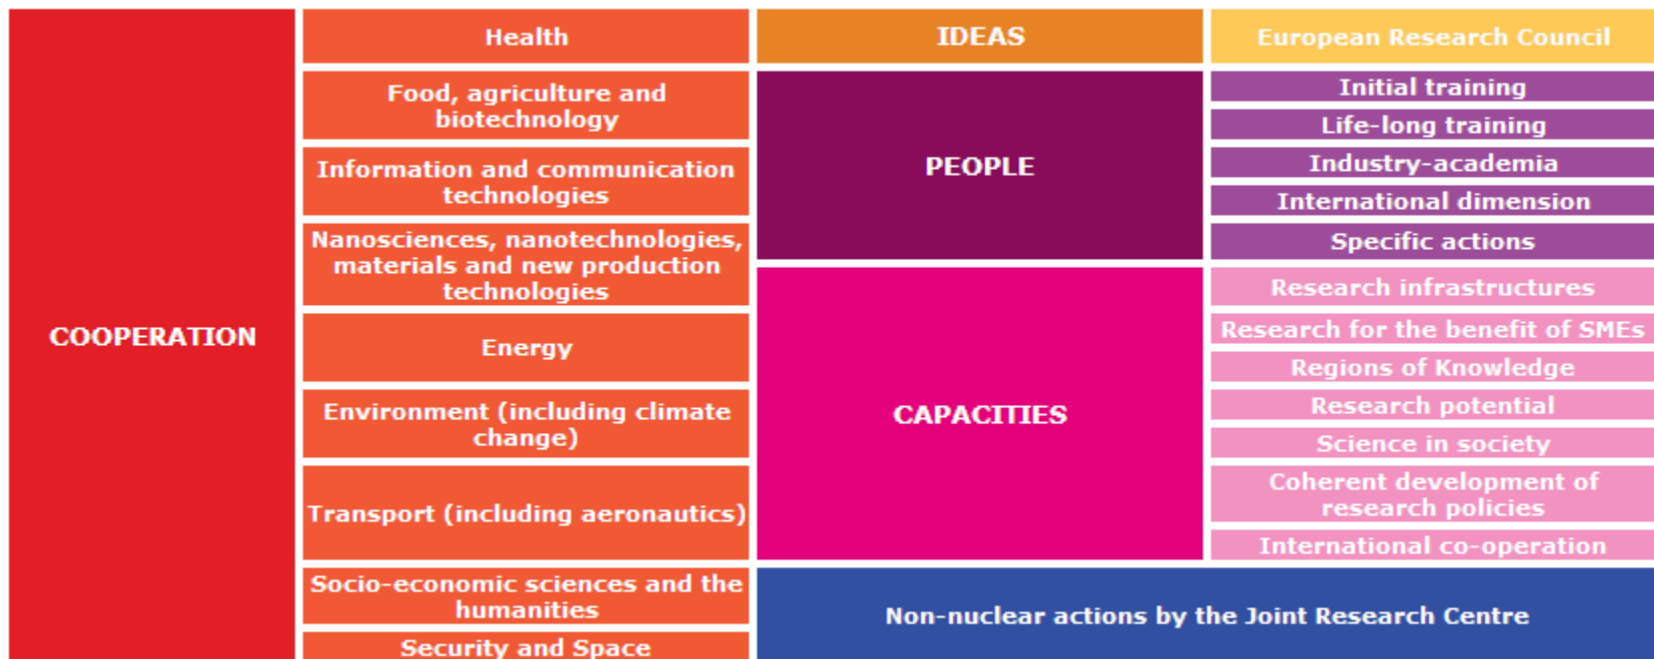 COOPERATION
Health
Food, agriculture and
biotechnology
Information and communication
technologies
Nanosciences, nanotechnologies,
materials and new production
technologies
Energy
Environment (including climate
change)
Transport (including aeronautics)
Socio-economic sciences and the
humanities
Security and Space
IDEAS
European Research Council
PEOPLE
Initial training
Life-long training
Industry-academia
International dimension
Specific actions
CAPACITIES
Research infrastructures
Research for the benefit of SMEs
Regions of Knowledge
Research potential
Science in society
Coherent development of
research policies
International co-operation
Non-nuclear actions by the Joint Research Centre